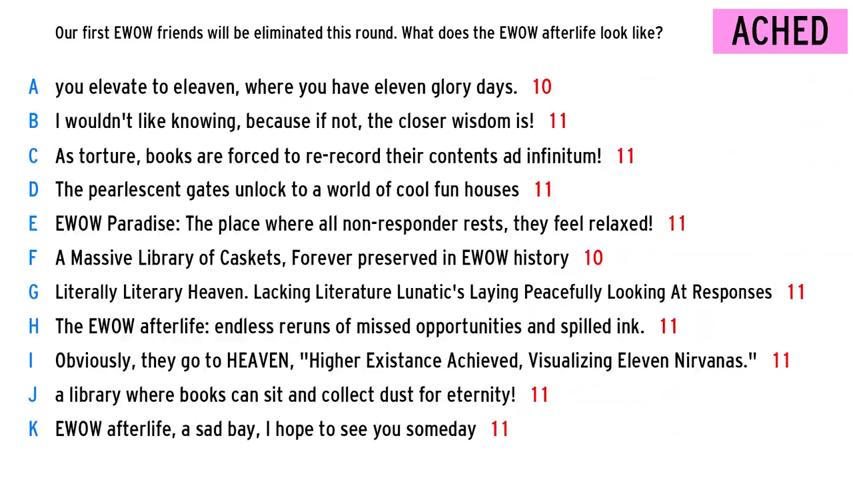 Our first EWOW friends will be eliminated this round. What does the EWOW afterlife look like?
ACHED
A you elevate to eleaven, where you have eleven glory days. 10
B I wouldn't like knowing, because if not, the closer wisdom is! 11
C As torture, books are forced to re-record their contents ad infinitum! 11
D The pearlescent gates unlock to a world of cool fun houses 11
E EWOW Paradise: The place where all non-responder rests, they feel relaxed! 11
F A Massive Library of Caskets, Forever preserved in EWOW history 10
G Literally Literary Heaven. Lacking Literature Lunatic's Laying Peacefully Looking At Responses 11
H The EWOW afterlife: endless reruns of missed opportunities and spilled ink. 11
I Obviously, they go to HEAVEN, "Higher Existance Achieved, Visualizing Eleven Nirvanas." 11
J a library where books can sit and collect dust for eternity! 11
K EWOW afterlife, a sad bay, I hope to see you someday 11